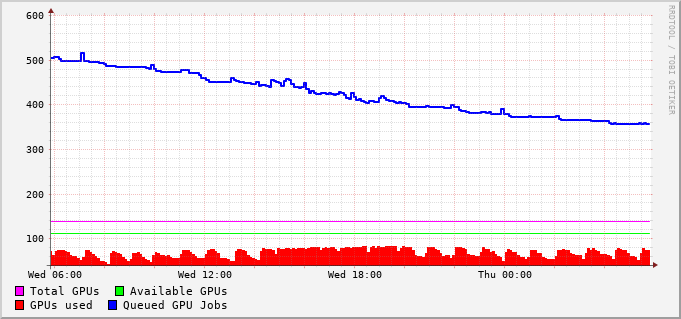 600
500
400
300
200
100
Wed 06:00 Wed 12:00 Wed 18:00 Thu 00:00
Total GPUs Available GPUs
GPUs used Queued GPU Jobs
RRDTOOL / TOBI OETIKER